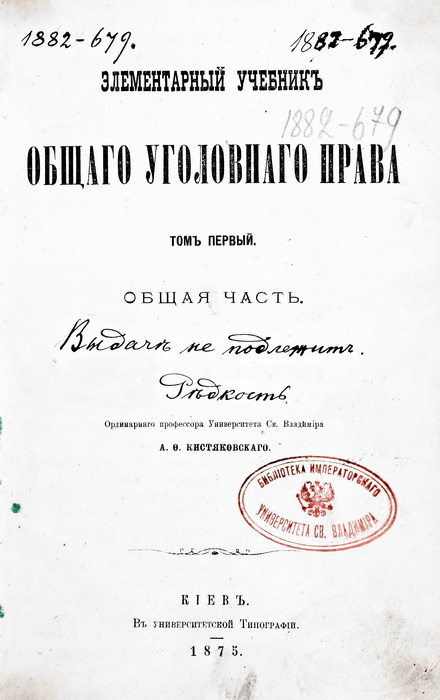 1882-679.
1882-679.
ЭЛЕМЕНТАРНЫЙ УЧЕБНИКЪ
1882-679
ОБЩАГО УГОЛОВНАГО ПРАВА
ТОМЪ ПЕРВЫЙ.
ОБЩАЯ ЧАСТЬ.
Выдачѣ не подлежитъ.
Рѣдкость.
Ординарнаго профессора Университета Св. Владиміра
А. Ѳ. КИСТЯКОВСКАГО.
БИБЛІОТЕКА ИМПЕРАТОРСКАГО
УНИВЕРСИТЕТА СВ. ВЛАДИМІРА
КІЕВЪ.
Въ университетской Типографіи.
1875.